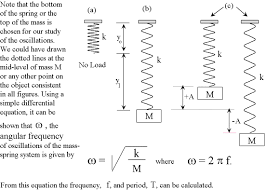 Note that the bottom
of the spring or the
top of the mass is
chosen for our study
of the oscillations.
We could have drawn
the dotted lines at the
mid-level of mass M
or any other point on
the object consistent
in all figures. Using a
simple differential
equation, it can be
shown that ω , the
angular frequency
of oscillations of the mass-
spring system is given by
(a)
(b)
(c)
k
No Load
y₀
y₁
k
M
k
+A
M
k
-A
M
ω = √ k / M where ω = 2 π f.
From this equation the frequency, f, and period, T, can be calculated.